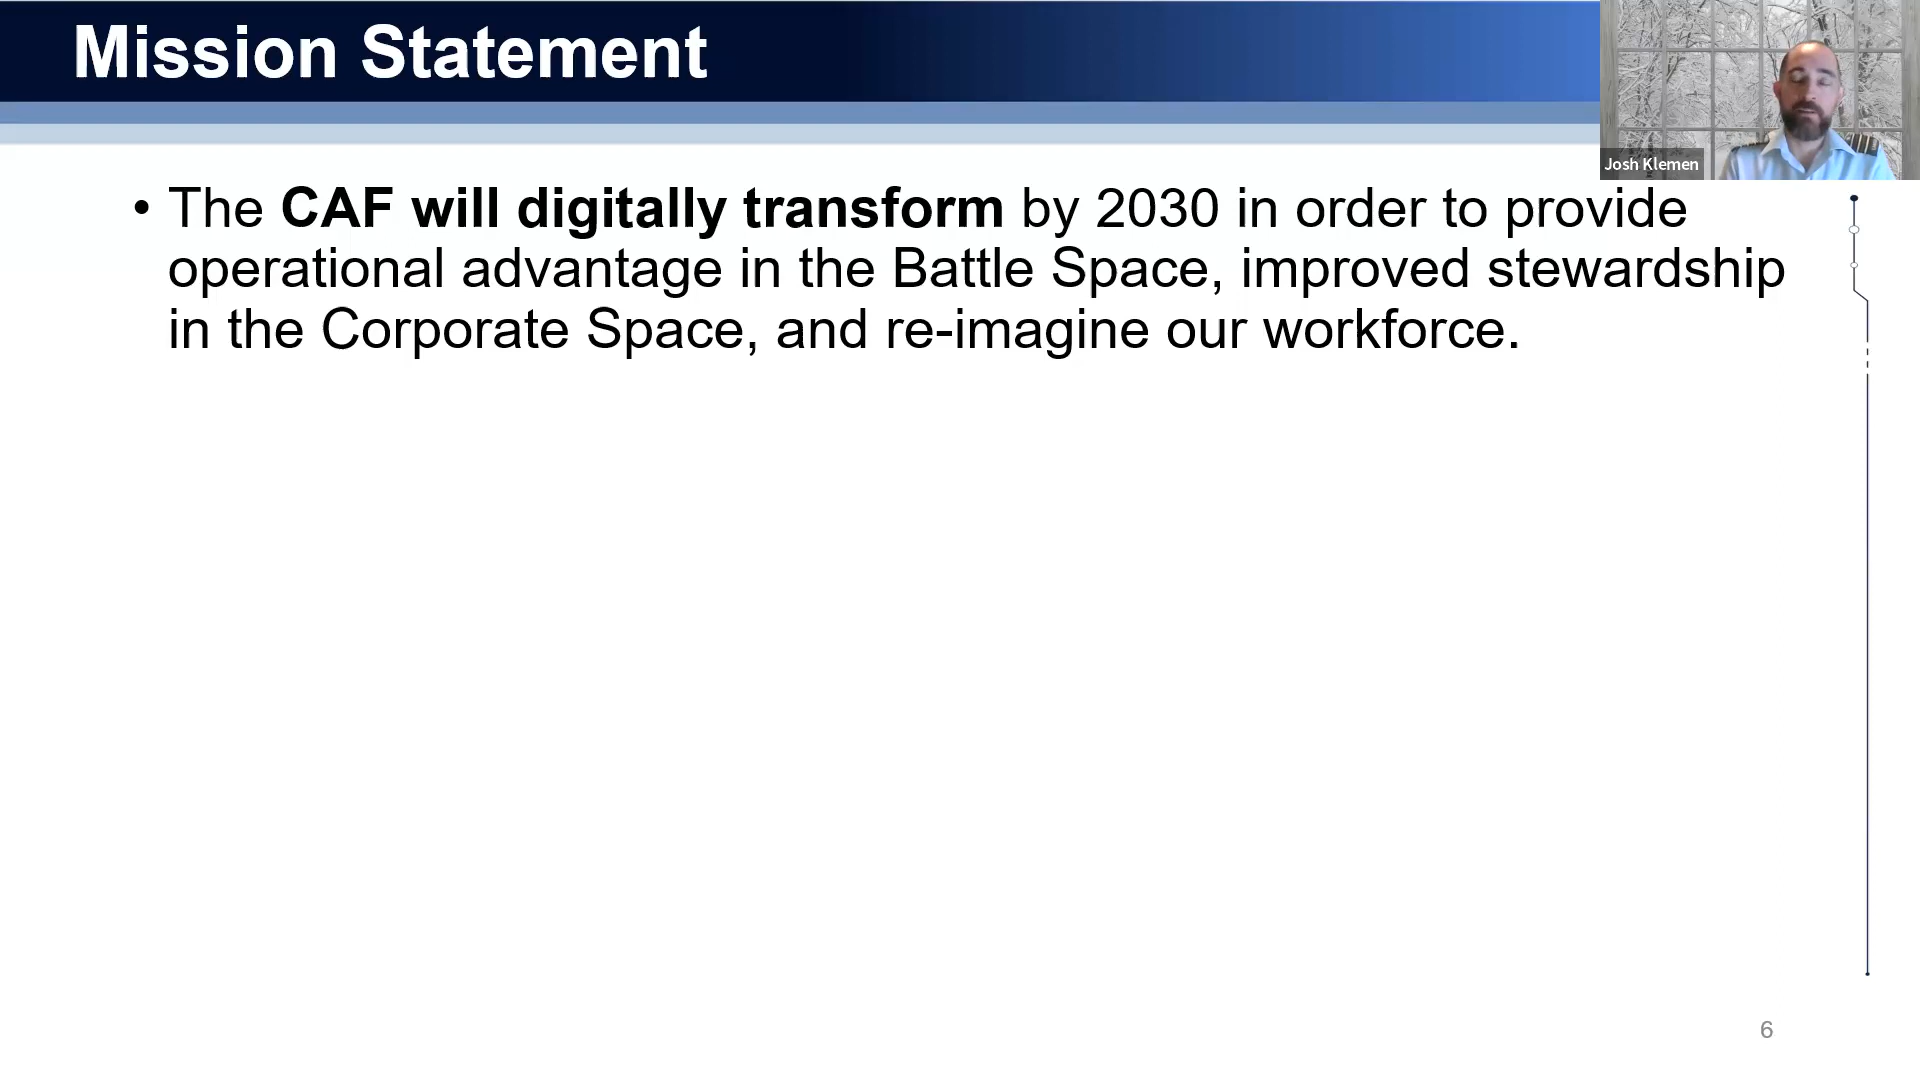 Mission Statement
Josh Klemen
• The CAF will digitally transform by 2030 in order to provide
operational advantage in the Battle Space, improved stewardship
in the Corporate Space, and re-imagine our workforce.
6